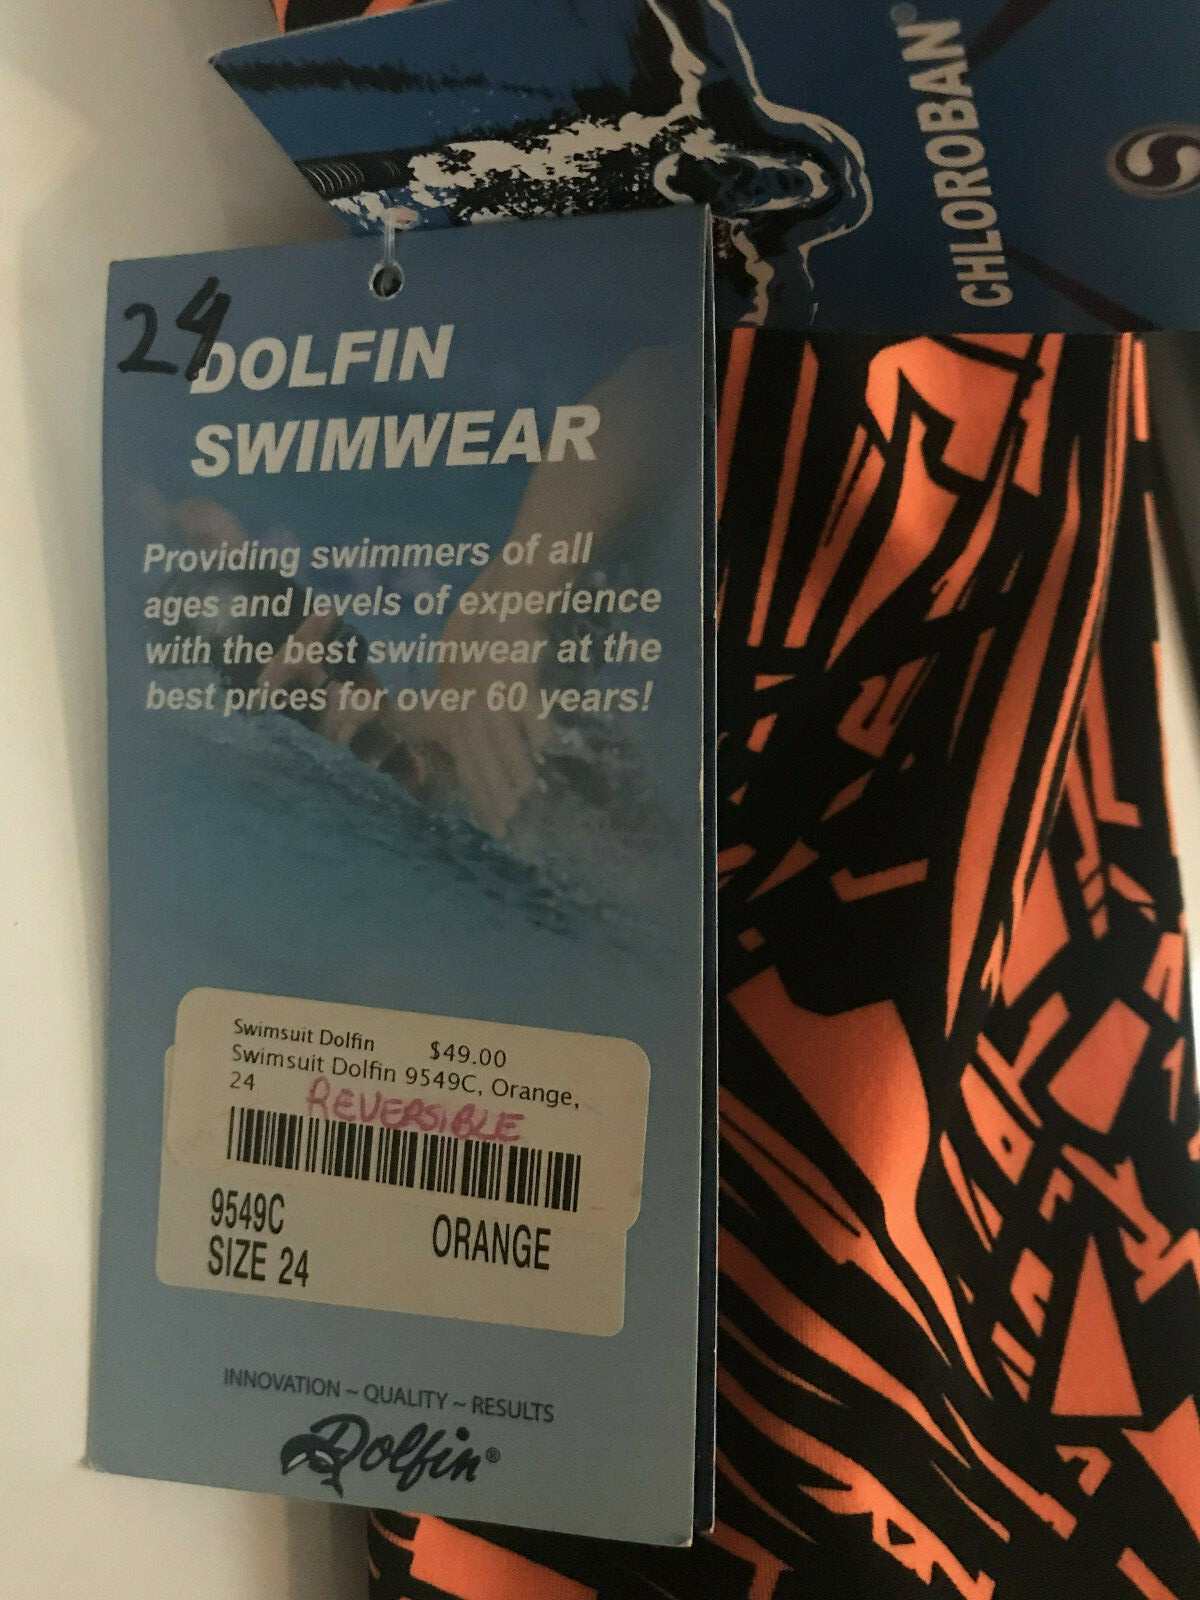 CHLOROBAN®
24
DOLFIN
SWIMWEAR
Providing swimmers of all
ages and levels of experience
with the best swimwear at the
best prices for over 60 years!
Swimsuit Dolfin $49.00
Swimsuit Dolfin 9549C, Orange,
24 REVERSIBLE
9549C ORANGE
SIZE 24
INNOVATION ~ QUALITY ~ RESULTS
Dolfin®